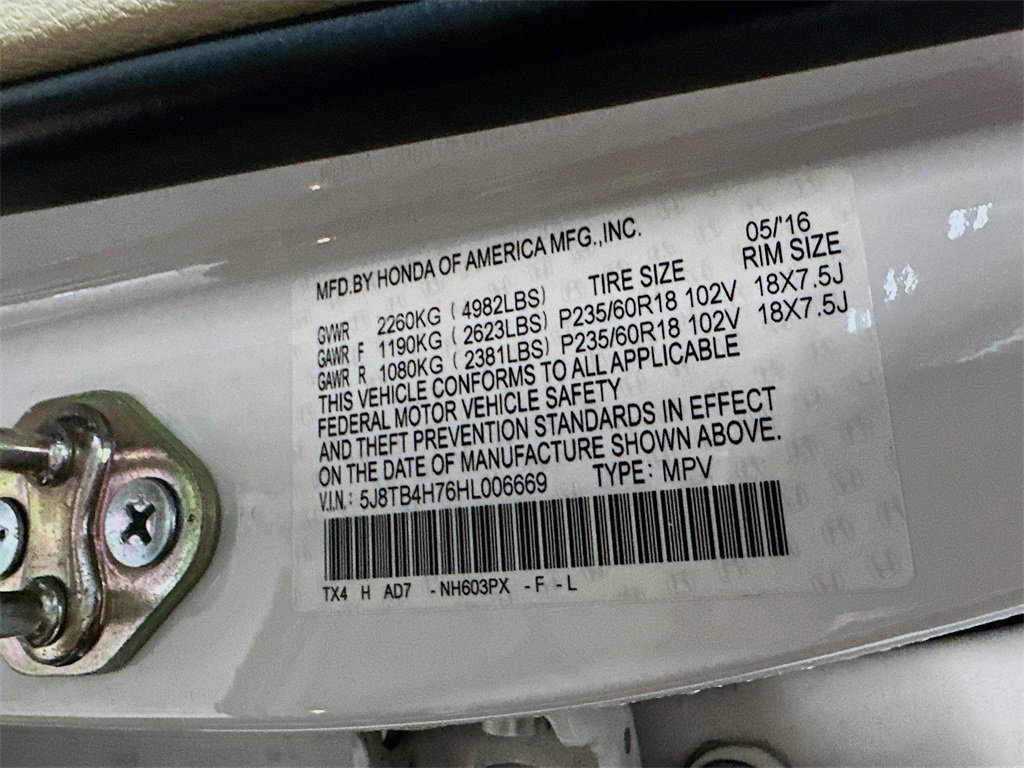 MFD.BY HONDA OF AMERICA MFG.,INC. 05/'16
GVWR 2260KG ( 4982LBS) TIRE SIZE RIM SIZE
GAWR F 1190KG ( 2623LBS) P235/60R18 102V 18X7.5J
GAWR R 1080KG ( 2381LBS) P235/60R18 102V 18X7.5J
THIS VEHICLE CONFORMS TO ALL APPLICABLE
FEDERAL MOTOR VEHICLE SAFETY
AND THEFT PREVENTION STANDARDS IN EFFECT
ON THE DATE OF MANUFACTURE SHOWN ABOVE.
V.I.N.: 5J8TB4H76HL006669 TYPE: MPV
TX4 H AD7 -NH603PX -F -L